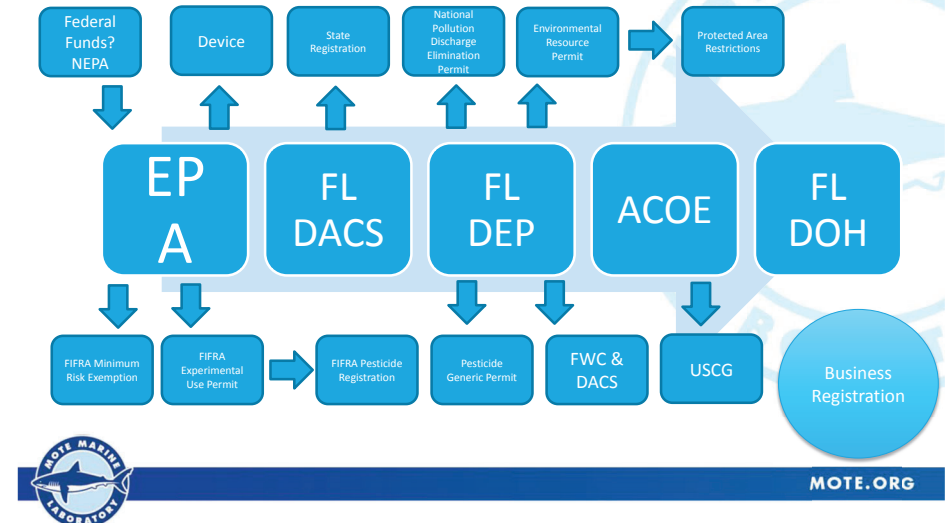 Federal
Funds?
NEPA
Device
State
Registration
National
Pollution
Discharge
Elimination
Permit
Environmental
Resource
Permit
Protected Area
Restrictions
EP
A
FL
DACS
FL
DEP
ACOE
FL
DOH
FIFRA Minimum
Risk Exemption
FIFRA
Experimental
Use Permit
FIFRA Pesticide
Registration
Pesticide
Generic Permit
FWC &
DACS
USCG
Business
Registration
MOTE MARINE
LABORATORY
MOTE.ORG